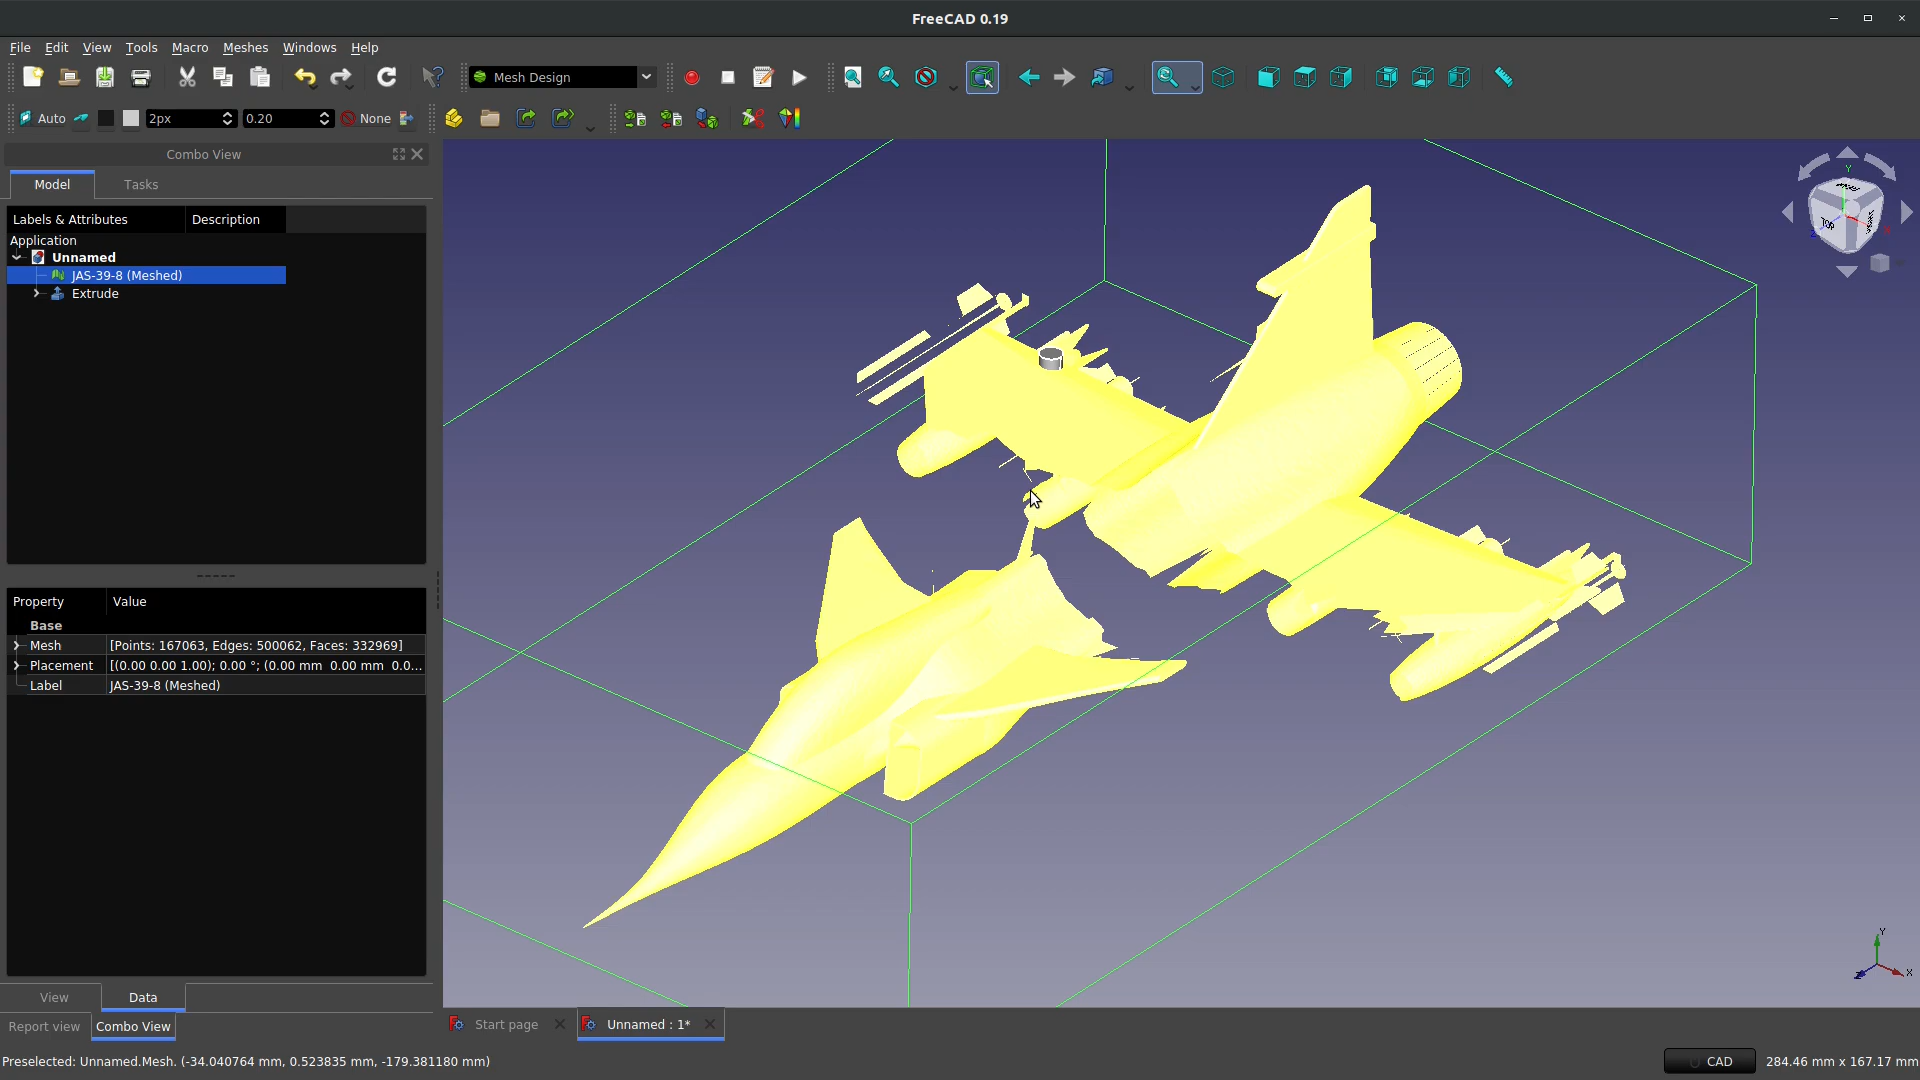 FreeCAD 0.19
File Edit View Tools Macro Meshes Windows Help
Mesh Design
Auto 2px 0.20 None
Combo View
Model Tasks
Labels & Attributes Description
Application
Unnamed
JAS-39-8 (Meshed)
Extrude
Property Value
Base
Mesh [Points: 167063, Edges: 500062, Faces: 332969]
Placement [(0.00 0.00 1.00); 0.00 °; (0.00 mm 0.00 mm 0.0...
Label JAS-39-8 (Meshed)
View Data
Report view Combo View
Start page Unnamed : 1*
Preselected: Unnamed.Mesh. (-34.040764 mm, 0.523835 mm, -179.381180 mm)
CAD 284.46 mm x 167.17 mm
Y
TOP
Y
X